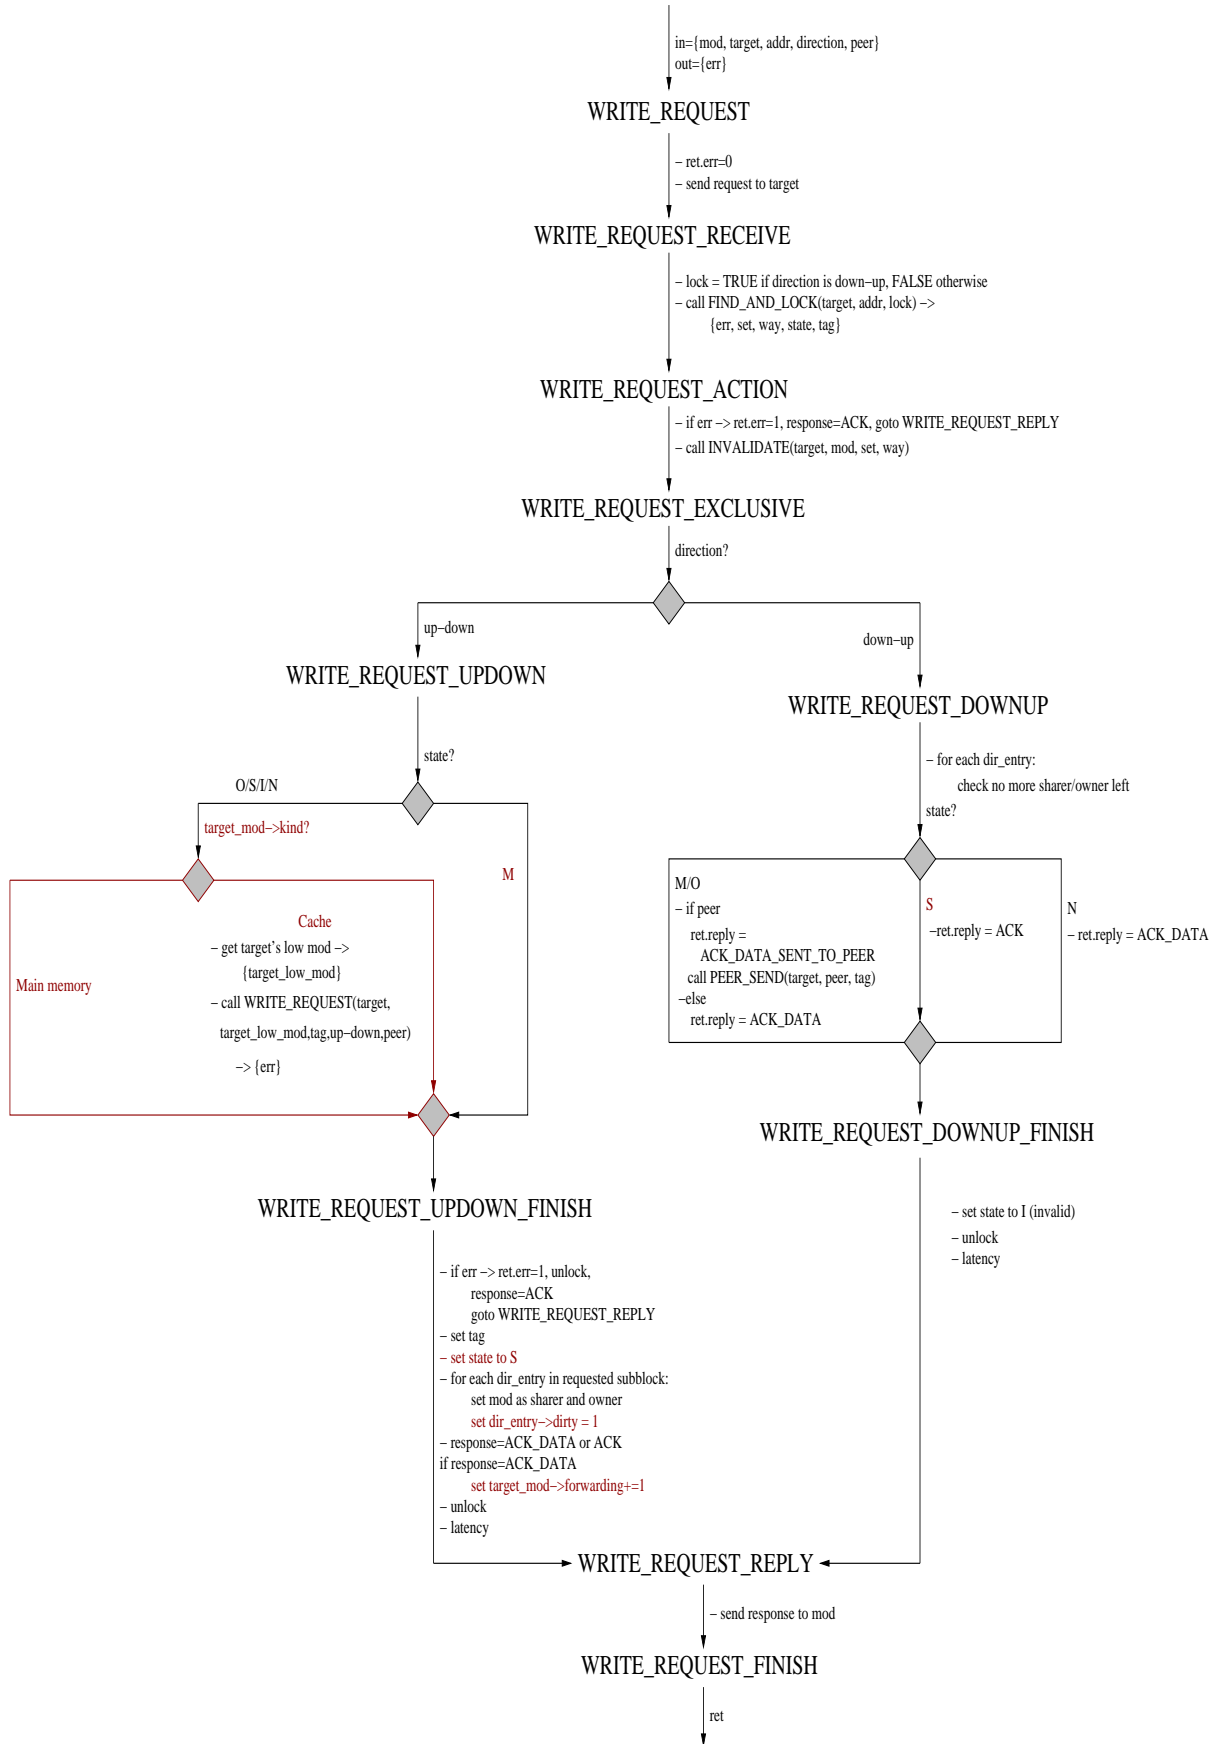 in={mod, target, addr, direction, peer}
out={err}
WRITE_REQUEST
– ret.err=0
– send request to target
WRITE_REQUEST_RECEIVE
– lock = TRUE if direction is down–up, FALSE otherwise
– call FIND_AND_LOCK(target, addr, lock) –>
{err, set, way, state, tag}
WRITE_REQUEST_ACTION
– if err –> ret.err=1, response=ACK, goto WRITE_REQUEST_REPLY
– call INVALIDATE(target, mod, set, way)
WRITE_REQUEST_EXCLUSIVE
direction?
up–down
WRITE_REQUEST_UPDOWN
state?
O/S/I/N
target_mod–>kind?
M
Cache
– get target's low mod –>
{target_low_mod}
Main memory
– call WRITE_REQUEST(target,
target_low_mod,tag,up–down,peer)
–> {err}
WRITE_REQUEST_UPDOWN_FINISH
– if err –> ret.err=1, unlock,
response=ACK
goto WRITE_REQUEST_REPLY
– set tag
– set state to S
– for each dir_entry in requested subblock:
set mod as sharer and owner
set dir_entry–>dirty = 1
– response=ACK_DATA or ACK
if response=ACK_DATA
set target_mod–>forwarding+=1
– unlock
– latency
down–up
WRITE_REQUEST_DOWNUP
– for each dir_entry:
check no more sharer/owner left
state?
M/O
– if peer
ret.reply =
ACK_DATA_SENT_TO_PEER
call PEER_SEND(target, peer, tag)
–else
ret.reply = ACK_DATA
S
–ret.reply = ACK
N
– ret.reply = ACK_DATA
WRITE_REQUEST_DOWNUP_FINISH
– set state to I (invalid)
– unlock
– latency
WRITE_REQUEST_REPLY
– send response to mod
WRITE_REQUEST_FINISH
ret